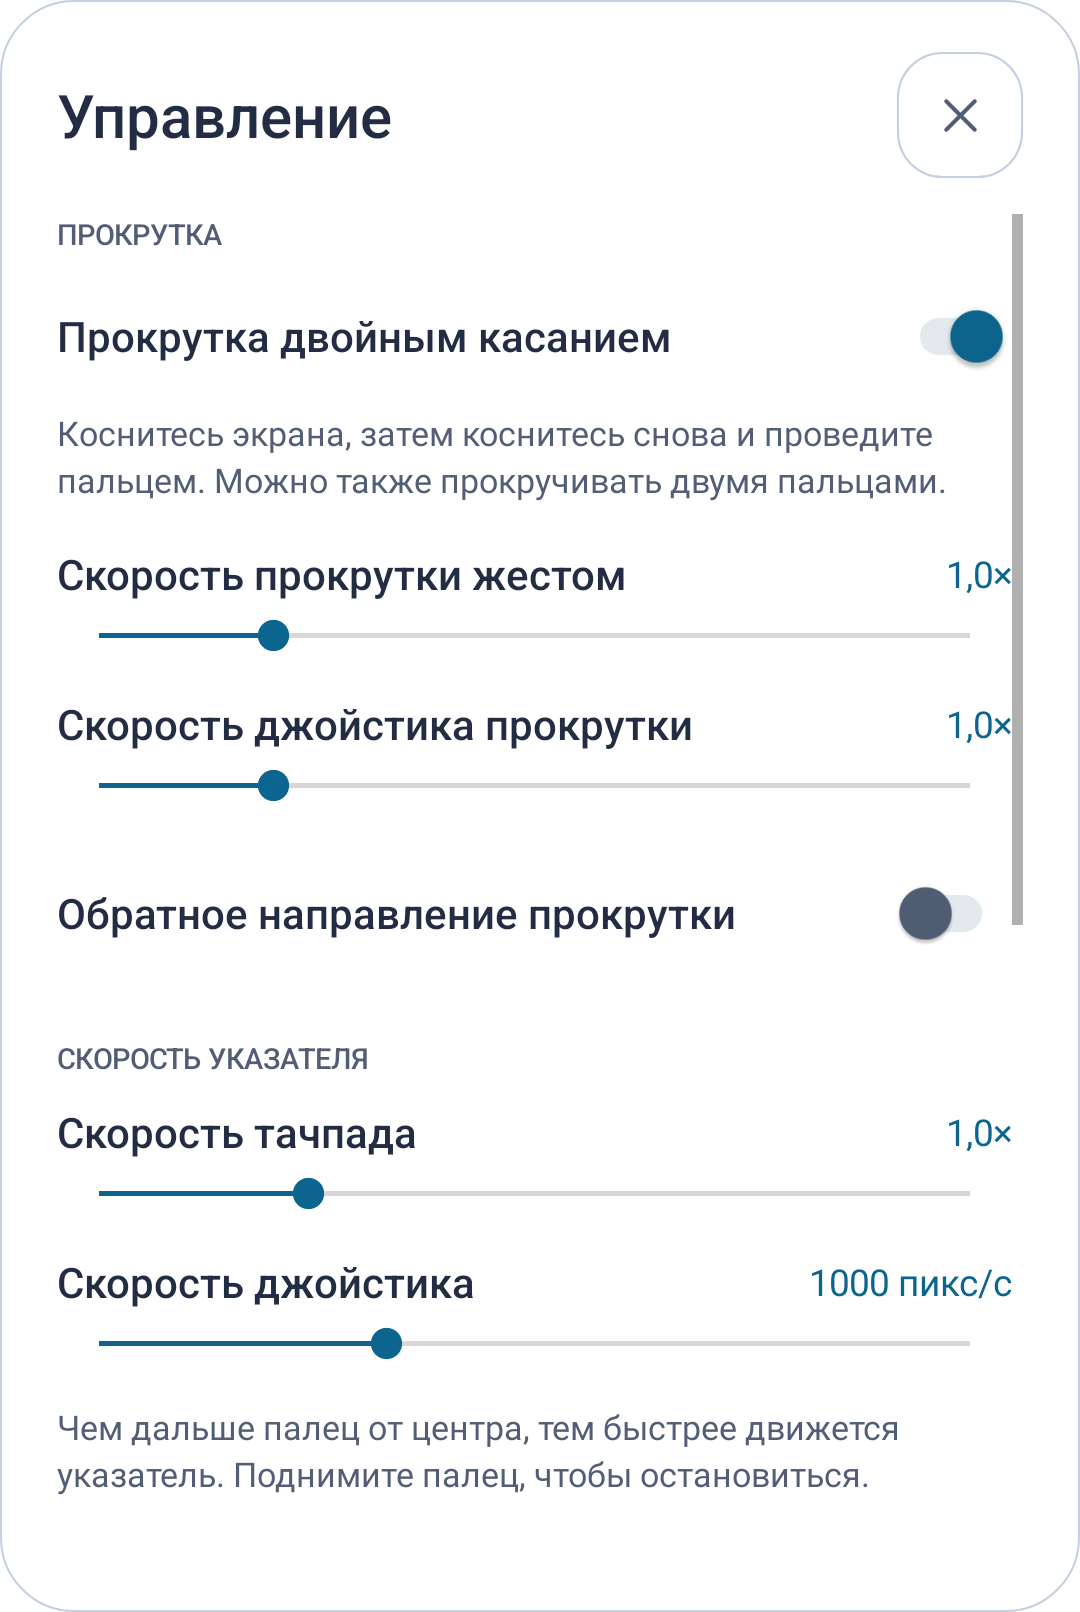 Управление
ПРОКРУТКА
Прокрутка двойным касанием
Коснитесь экрана, затем коснитесь снова и проведите
пальцем. Можно также прокручивать двумя пальцами.
Скорость прокрутки жестом 1,0×
Скорость джойстика прокрутки 1,0×
Обратное направление прокрутки
СКОРОСТЬ УКАЗАТЕЛЯ
Скорость тачпада 1,0×
Скорость джойстика 1000 пикс/с
Чем дальше палец от центра, тем быстрее движется
указатель. Поднимите палец, чтобы остановиться.